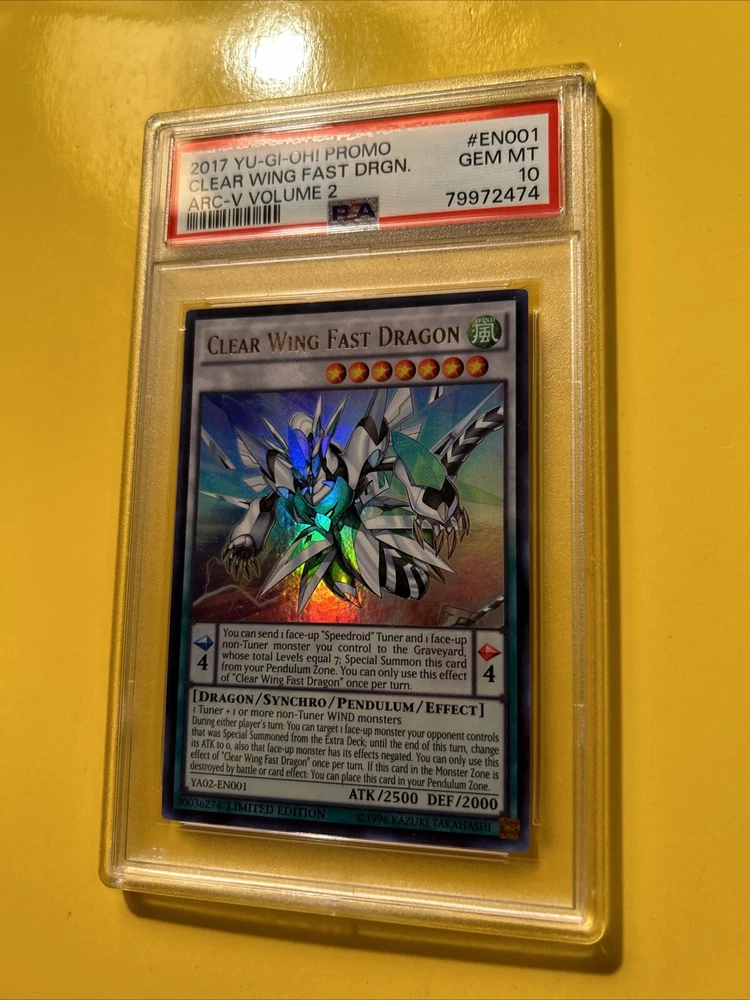 2017 YU-GI-OH! PROMO #EN001
CLEAR WING FAST DRGN. GEM MT
ARC-V VOLUME 2 10
PSA 79972474
CLEAR WING FAST DRAGON
WIND
風
4
You can send 1 face-up "Speedroid" Tuner and 1 face-up
non-Tuner monster you control to the Graveyard,
whose total Levels equal 7; Special Summon this card
from your Pendulum Zone. You can only use this effect
of "Clear Wing Fast Dragon" once per turn.
4
[DRAGON/SYNCHRO/PENDULUM/EFFECT]
1 Tuner + 1 or more non-Tuner WIND monsters
During either player's turn: You can target 1 face-up monster your opponent controls
that was Special Summoned from the Extra Deck; until the end of this turn, change
its ATK to 0, also that face-up monster has its effects negated. You can only use this
effect of "Clear Wing Fast Dragon" once per turn. If this card in the Monster Zone is
destroyed by battle or card effect: You can place this card in your Pendulum Zone.
YA02-EN001
ATK/2500 DEF/2000
90036274 LIMITED EDITION ©1996 KAZUKI TAKAHASHI